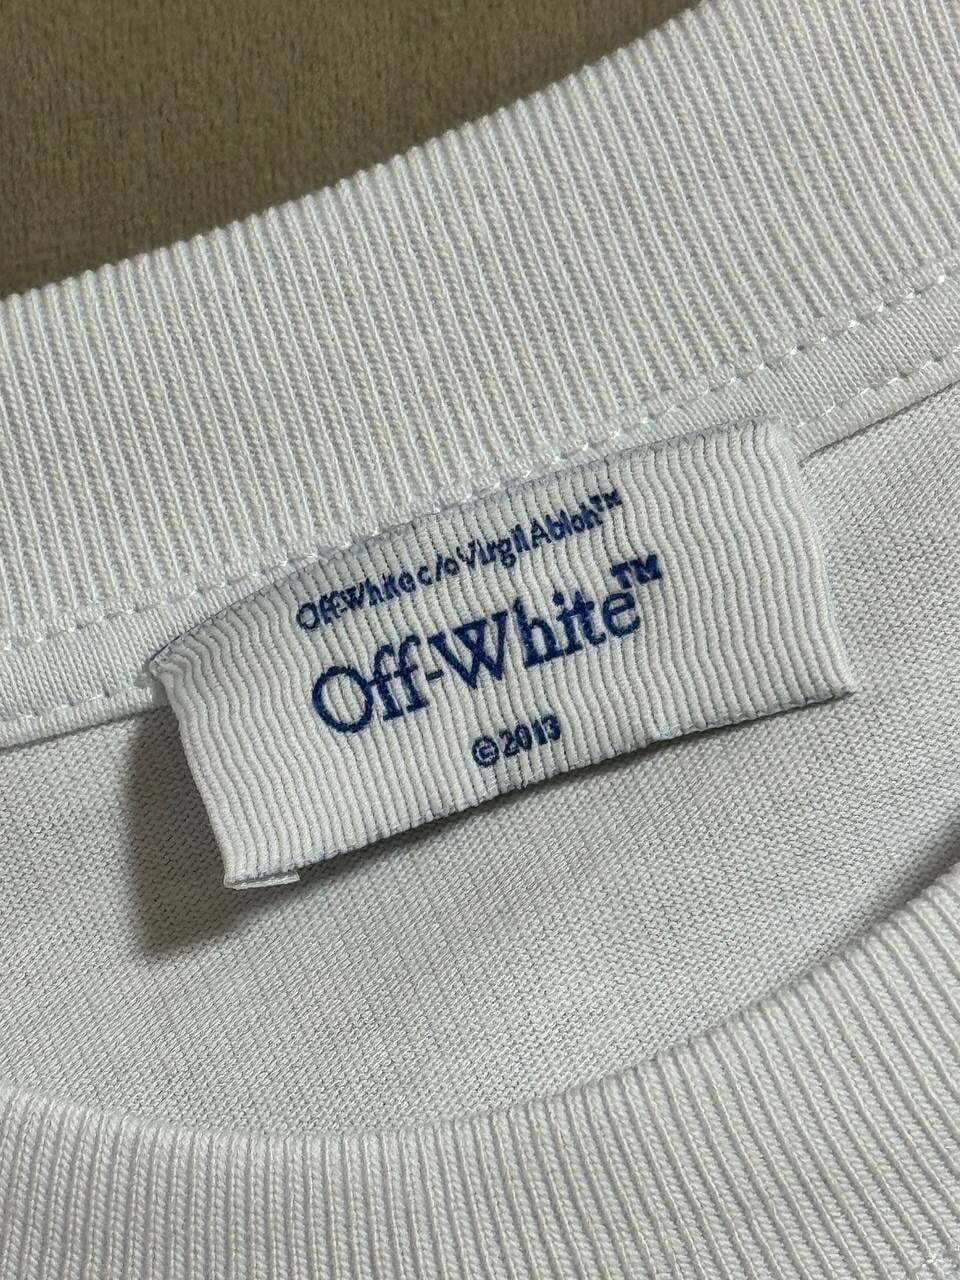 Off-White c/o Virgil Abloh™
Off-White™
©2013